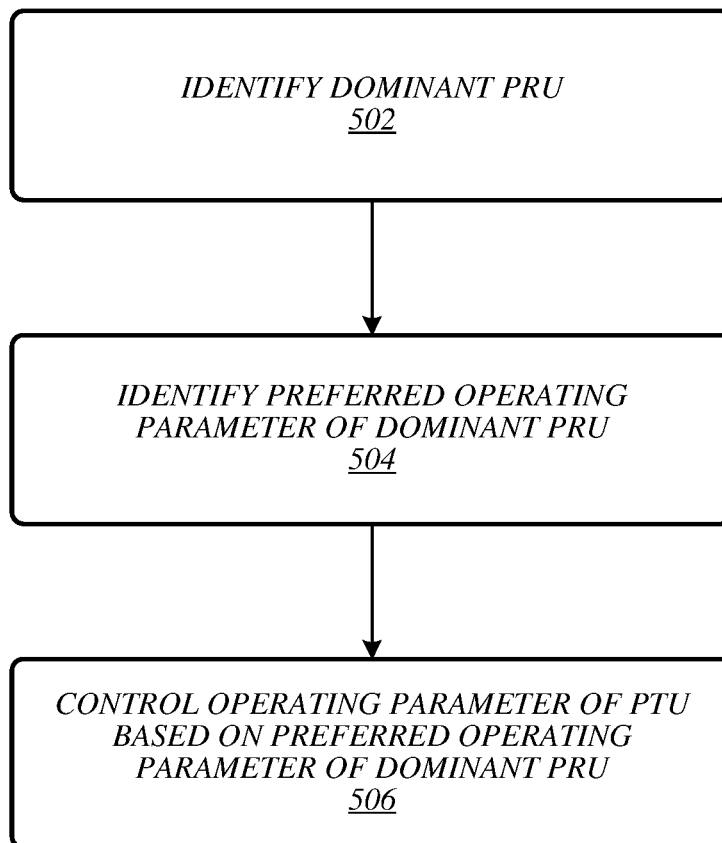 IDENTIFY DOMINANT PRU
502
IDENTIFY PREFERRED OPERATING
PARAMETER OF DOMINANT PRU
504
CONTROL OPERATING PARAMETER OF PTU
BASED ON PREFERRED OPERATING
PARAMETER OF DOMINANT PRU
506